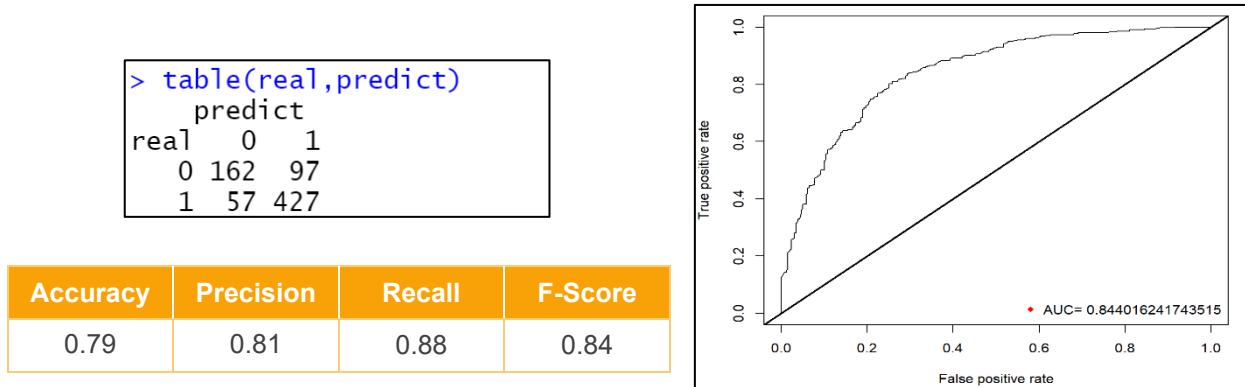 > table(real,predict)
predict
real 0 1
0 162 97
1 57 427
Accuracy Precision Recall F-Score
0.79 0.81 0.88 0.84
True positive rate
1.0
0.8
0.6
0.4
0.2
0.0
AUC= 0.844016241743515
0.0 0.2 0.4 0.6 0.8 1.0
False positive rate